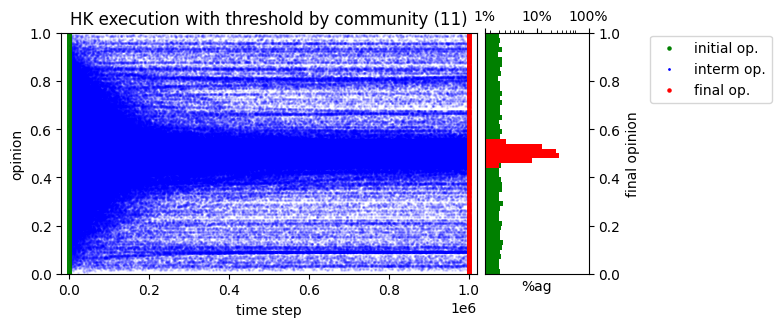 HK execution with threshold by community (11)
1% 10% 100%
initial op.
interm op.
final op.
1.0
0.8
0.6
0.4
0.2
0.0
opinion
0.0 0.2 0.4 0.6 0.8 1.0
1e6
time step
%ag
1.0
0.8
0.6
0.4
0.2
0.0
final opinion